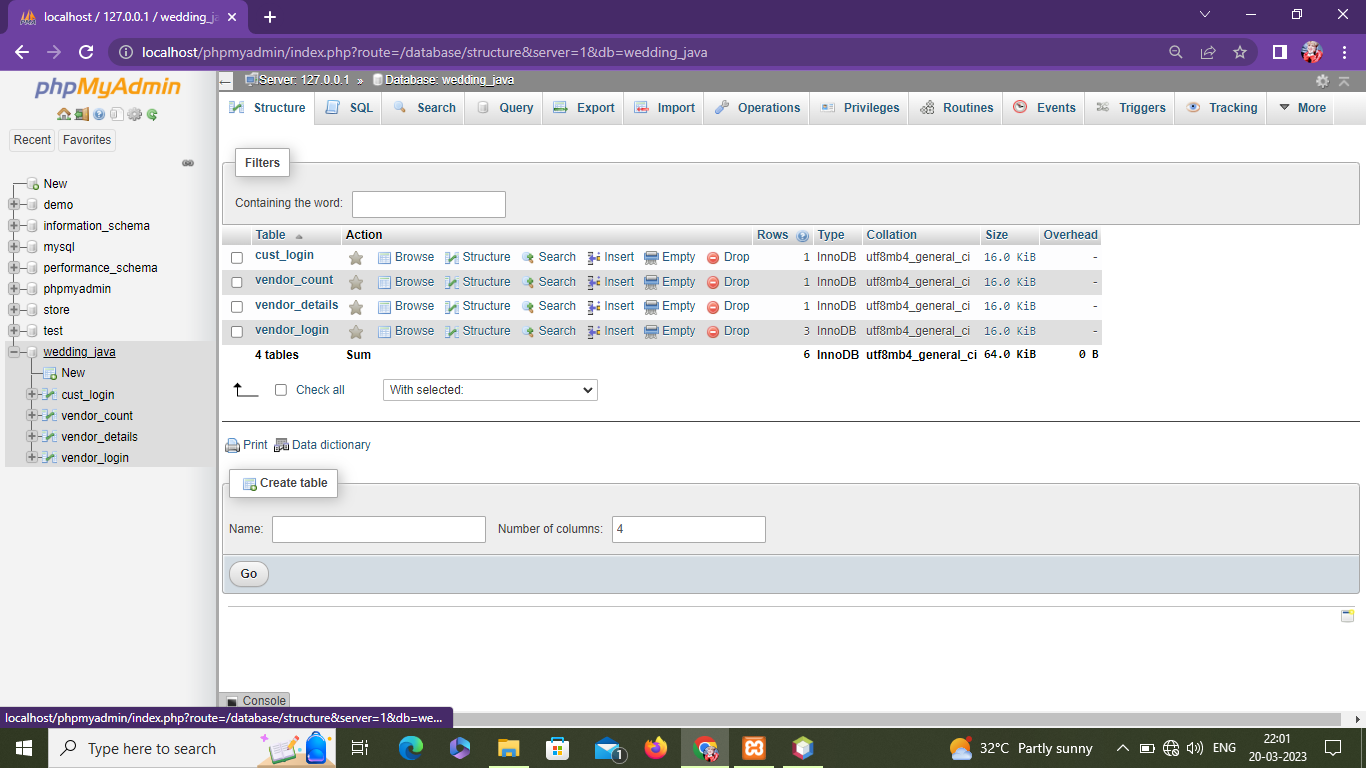 localhost / 127.0.0.1 / wedding_ja
localhost/phpmyadmin/index.php?route=/database/structure&server=1&db=wedding_java
phpMyAdmin
Recent Favorites
New
demo
information_schema
mysql
performance_schema
phpmyadmin
store
test
wedding_java
New
cust_login
vendor_count
vendor_details
vendor_login
Server: 127.0.0.1 » Database: wedding_java
Structure SQL Search Query Export Import Operations Privileges Routines Events Triggers Tracking More
Filters
Containing the word:
Table Action Rows Type Collation Size Overhead
cust_login Browse Structure Search Insert Empty Drop 1 InnoDB utf8mb4_general_ci 16.0 KiB -
vendor_count Browse Structure Search Insert Empty Drop 1 InnoDB utf8mb4_general_ci 16.0 KiB -
vendor_details Browse Structure Search Insert Empty Drop 1 InnoDB utf8mb4_general_ci 16.0 KiB -
vendor_login Browse Structure Search Insert Empty Drop 3 InnoDB utf8mb4_general_ci 16.0 KiB -
4 tables Sum 6 InnoDB utf8mb4_general_ci 64.0 KiB 0 B
Check all With selected:
Print Data dictionary
Create table
Name: Number of columns: 4
Go
Console
localhost/phpmyadmin/index.php?route=/database/structure&server=1&db=we...
Type here to search 1 32°C Partly sunny ENG 22:01
20-03-2023